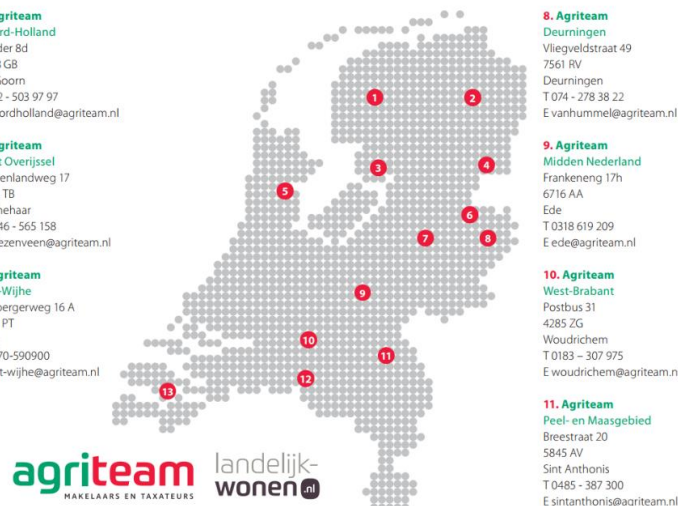 agriteam
rd-Holland
der 8d
GB
oorn
2 - 503 97 97
ordholland@agriteam.nl
griteam
t Overijssel
enlandweg 17
TB
nehaar
46 - 565 158
ezenveen@agriteam.nl
griteam
-Wijhe
bergerweg 16 A
PT
70-590900
t-wijhe@agriteam.nl
1
2
3
4
5
6
7
8
9
10
11
12
13
agriteam
MAKELAARS EN TAXATEURS
landelijk-
wonen.nl
8. Agriteam
Deurningen
Vliegveldstraat 49
7561 RV
Deurningen
T 074 - 278 38 22
E vanhummel@agriteam.nl
9. Agriteam
Midden Nederland
Frankeneng 17h
6716 AA
Ede
T 0318 619 209
E ede@agriteam.nl
10. Agriteam
West-Brabant
Postbus 31
4285 ZG
Woudrichem
T 0183 – 307 975
E woudrichem@agriteam.n
11. Agriteam
Peel- en Maasgebied
Breestraat 20
5845 AV
Sint Anthonis
T 0485 - 387 300
E sintanthonis@agriteam.nl